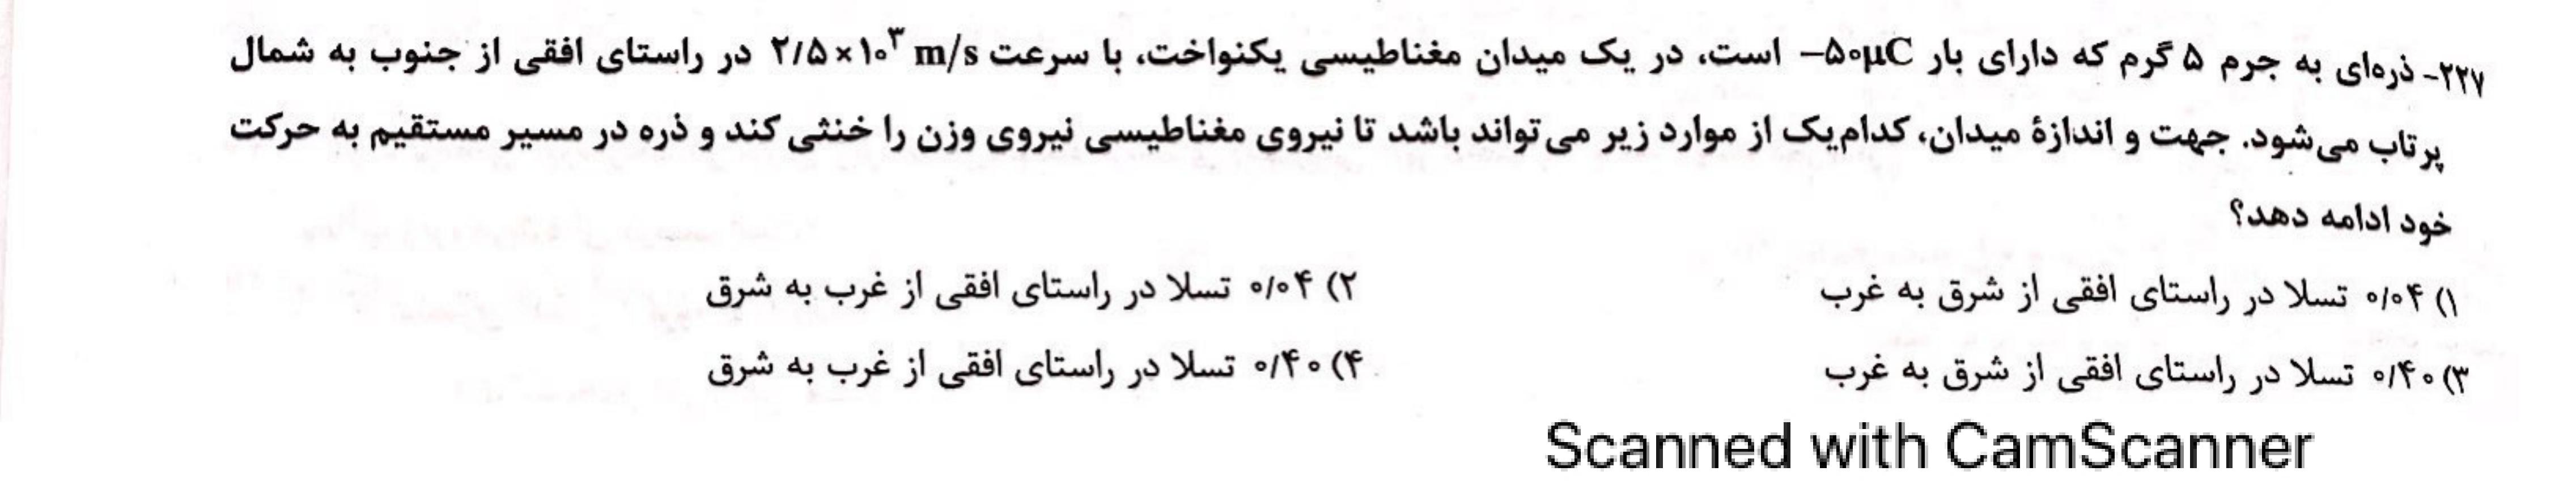 ۲۲۷- ذره‌ای به جرم ۵ گرم که دارای بار ‎−۵۰μC است، در یک میدان مغناطیسی یکنواخت، با سرعت ۲/۵×۱۰^۳ m/s در راستای افقی از جنوب به شمال
پرتاب می‌شود. جهت و اندازهٔ میدان، کدام‌یک از موارد زیر می‌تواند باشد تا نیروی مغناطیسی نیروی وزن را خنثی کند و ذره در مسیر مستقیم به حرکت
خود ادامه دهد؟
۱) ۰/۰۴ تسلا در راستای افقی از شرق به غرب
۲) ۰/۰۴ تسلا در راستای افقی از غرب به شرق
۳) ۰/۴۰ تسلا در راستای افقی از شرق به غرب
۴) ۰/۴۰ تسلا در راستای افقی از غرب به شرق
Scanned with CamScanner